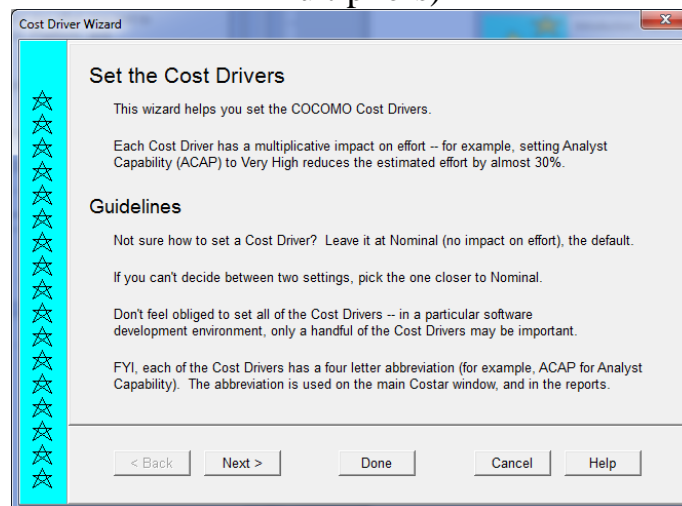 Cost Driver Wizard
Set the Cost Drivers
This wizard helps you set the COCOMO Cost Drivers.
Each Cost Driver has a multiplicative impact on effort -- for example, setting Analyst
Capability (ACAP) to Very High reduces the estimated effort by almost 30%.
Guidelines
Not sure how to set a Cost Driver?  Leave it at Nominal (no impact on effort), the default.
If you can't decide between two settings, pick the one closer to Nominal.
Don't feel obliged to set all of the Cost Drivers -- in a particular software
development environment, only a handful of the Cost Drivers may be important.
FYI, each of the Cost Drivers has a four letter abbreviation (for example, ACAP for Analyst
Capability).  The abbreviation is used on the main Costar window, and in the reports.
< Back
Next >
Done
Cancel
Help